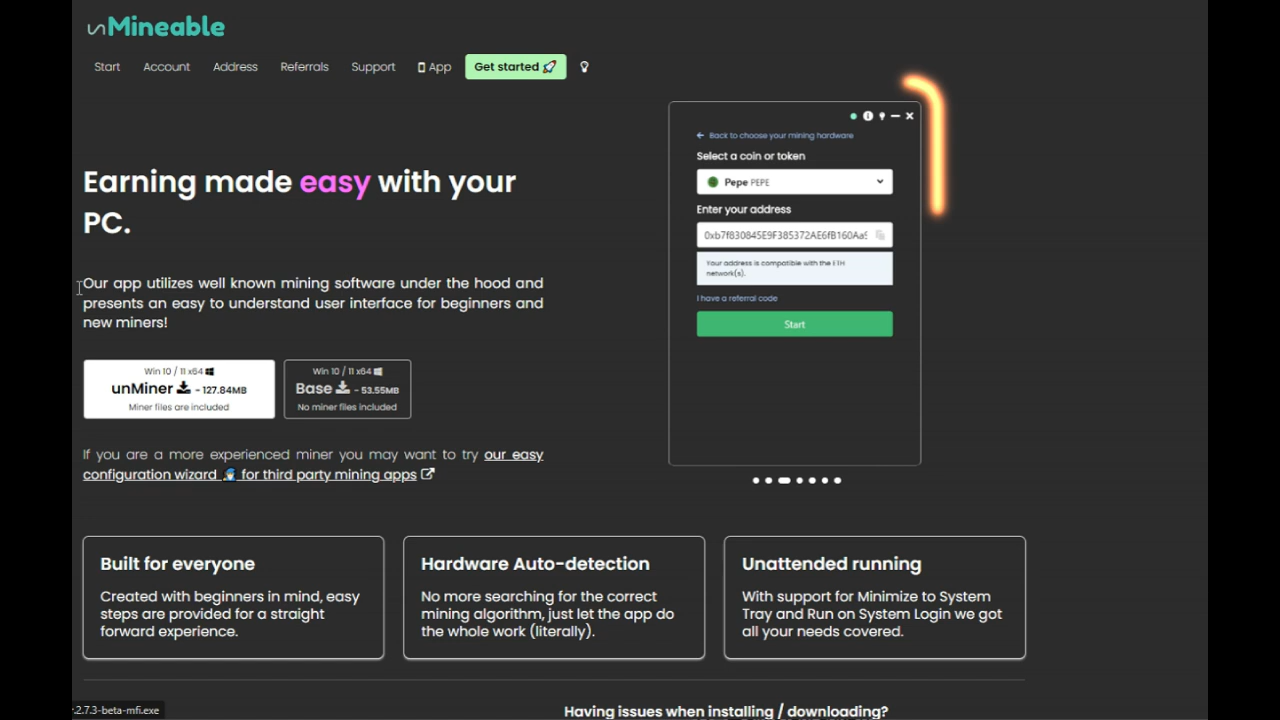 unMineable
Start Account Address Referrals Support App Get started 🚀
Back to choose your mining hardware
Select a coin or token
Pepe PEPE
Enter your address
0xb7f830845E9F385372AE6fB160Aa
Your address is compatible with the ETH
network(s).
I have a referral code
Start
Earning made easy with your
PC.
Our app utilizes well known mining software under the hood and
presents an easy to understand user interface for beginners and
new miners!
Win 10 / 11 x64
unMiner - 127.84MB
Miner files are included
Win 10 / 11 x64
Base - 53.55MB
No miner files included
If you are a more experienced miner you may want to try our easy
configuration wizard for third party mining apps
Built for everyone
Created with beginners in mind, easy
steps are provided for a straight
forward experience.
Hardware Auto-detection
No more searching for the correct
mining algorithm, just let the app do
the whole work (literally).
Unattended running
With support for Minimize to System
Tray and Run on System Login we got
all your needs covered.
.2.7.3-beta-mfi.exe
Having issues when installing / downloading?